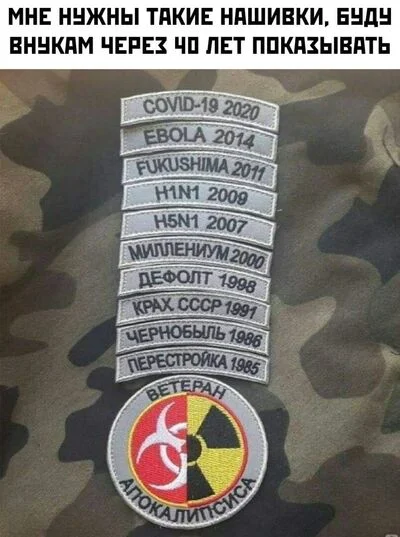 МНЕ НУЖНЫ ТАКИЕ НАШИВКИ, БУДУ
ВНУКАМ ЧЕРЕЗ 40 ЛЕТ ПОКАЗЫВАТЬ
COVID-19 2020
EBOLA 2014
FUKUSHIMA 2011
H1N1 2009
H5N1 2007
МИЛЛЕНИУМ 2000
ДЕФОЛТ 1998
КРАХ СССР 1991
ЧЕРНОБЫЛЬ 1986
ПЕРЕСТРОЙКА 1985
ВЕТЕРАН
АПОКАЛИПСИСА